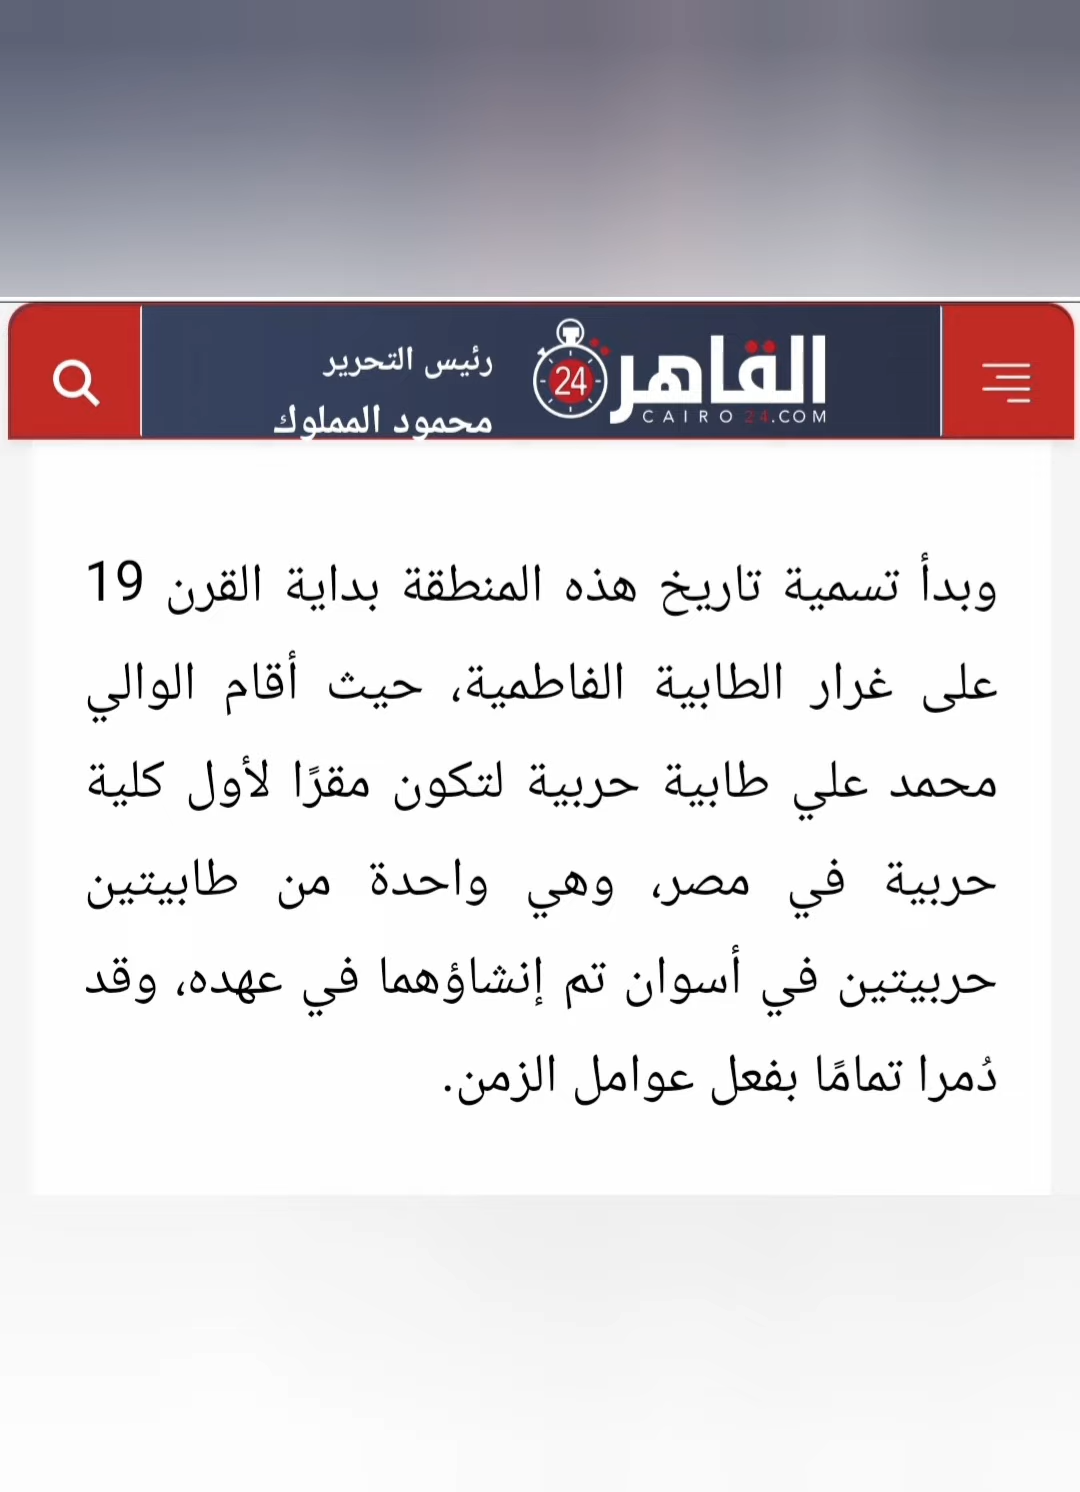 القاهرة 24
CAIRO 24.COM
رئيس التحرير
محمود المملوك
وبدأ تسمية تاريخ هذه المنطقة بداية القرن 19
على غرار الطابية الفاطمية، حيث أقام الوالي
محمد علي طابية حربية لتكون مقرًا لأول كلية
حربية في مصر، وهي واحدة من طابيتين
حربيتين في أسوان تم إنشاؤهما في عهده، وقد
دُمرا تمامًا بفعل عوامل الزمن.